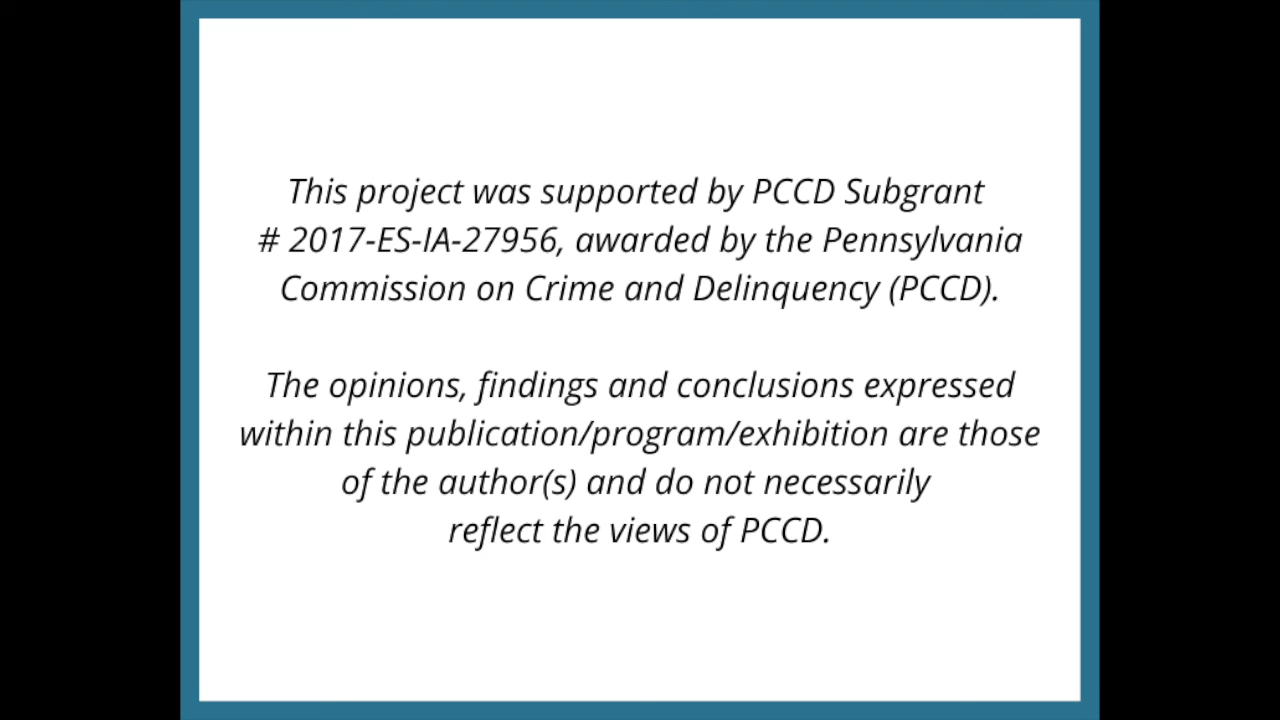 This project was supported by PCCD Subgrant
# 2017-ES-IA-27956, awarded by the Pennsylvania
Commission on Crime and Delinquency (PCCD).
The opinions, findings and conclusions expressed
within this publication/program/exhibition are those
of the author(s) and do not necessarily
reflect the views of PCCD.